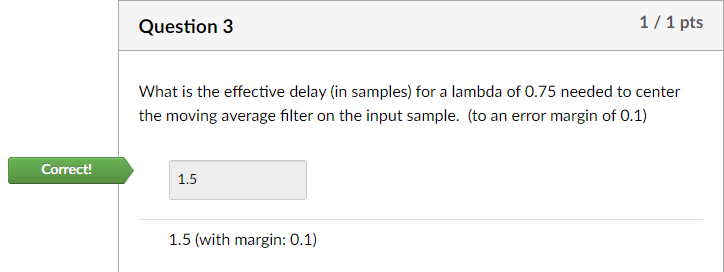 Question 3
1 / 1 pts
What is the effective delay (in samples) for a lambda of 0.75 needed to center
the moving average filter on the input sample. (to an error margin of 0.1)
Correct!
1.5
1.5 (with margin: 0.1)